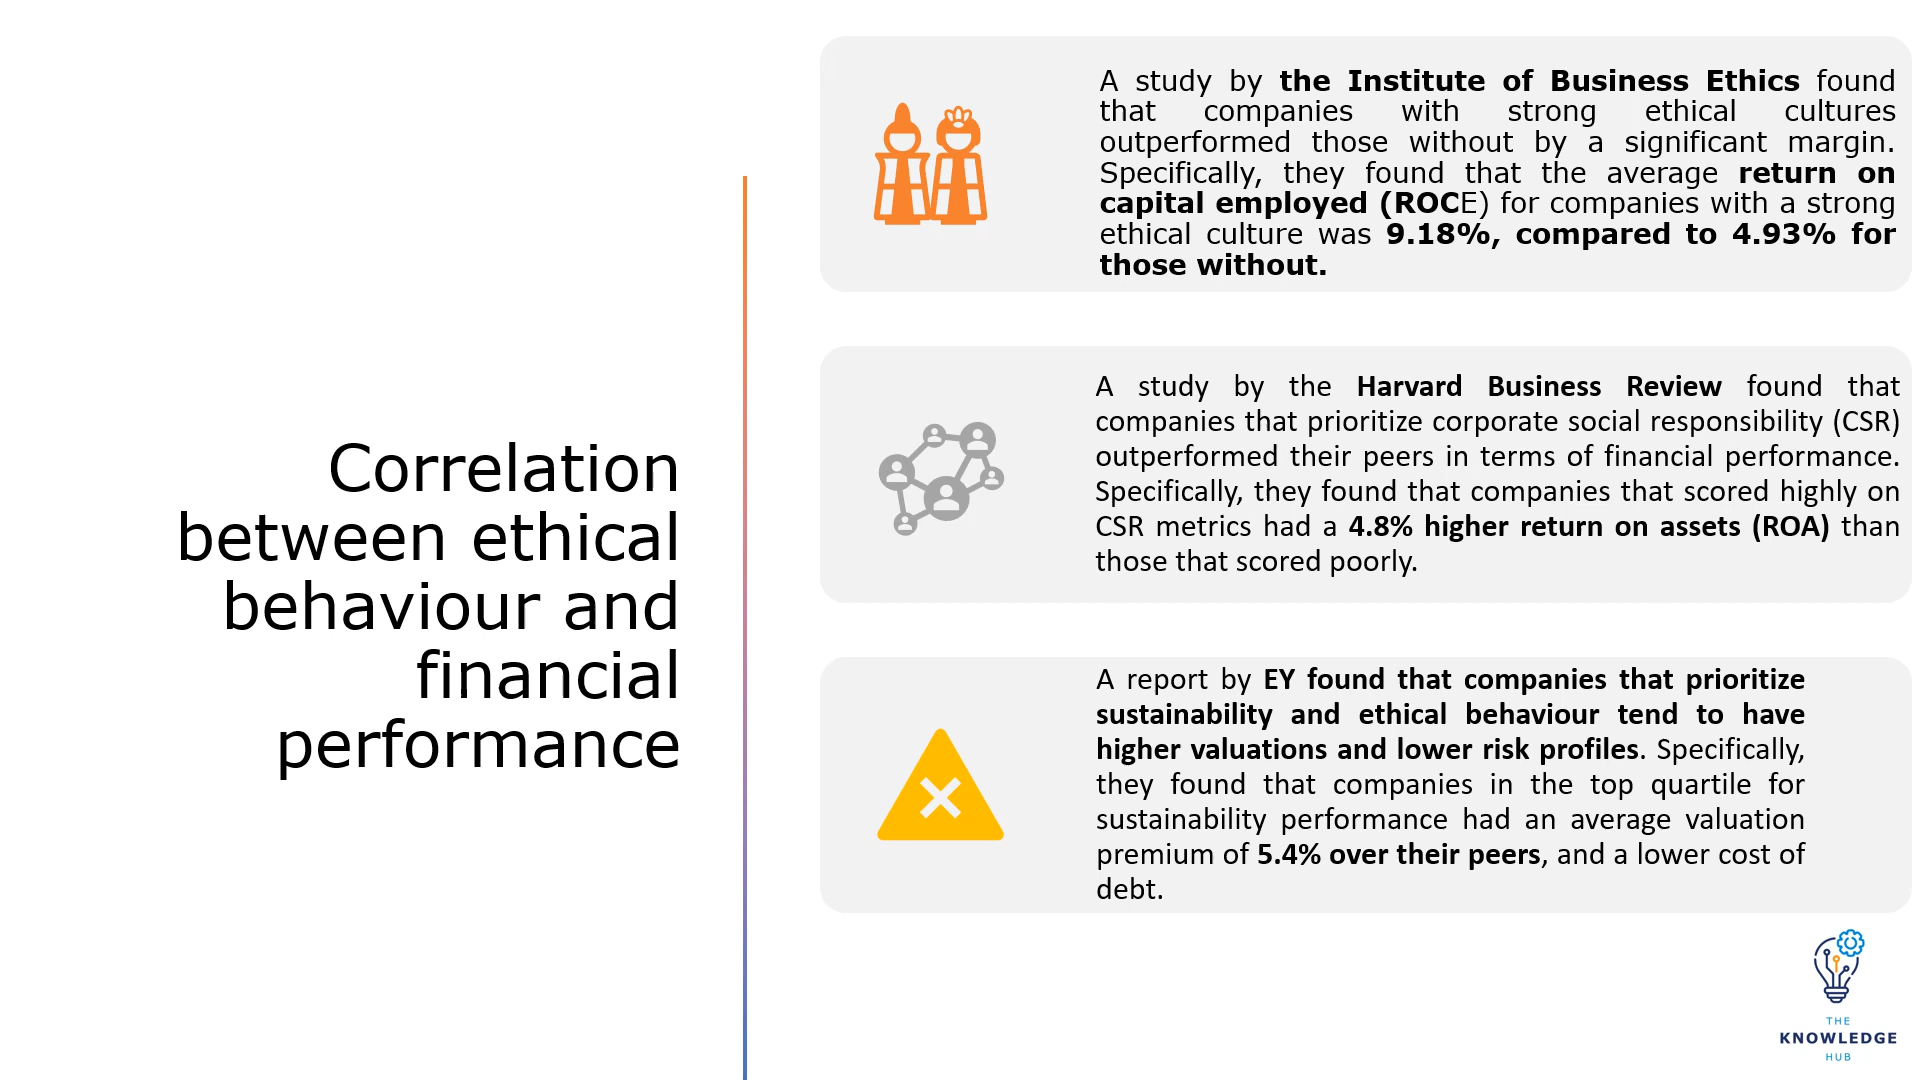 Correlation
between ethical
behaviour and
financial
performance
A study by the Institute of Business Ethics found
that companies with strong ethical cultures
outperformed those without by a significant margin.
Specifically, they found that the average return on
capital employed (ROCE) for companies with a strong
ethical culture was 9.18%, compared to 4.93% for
those without.
A study by the Harvard Business Review found that
companies that prioritize corporate social responsibility (CSR)
outperformed their peers in terms of financial performance.
Specifically, they found that companies that scored highly on
CSR metrics had a 4.8% higher return on assets (ROA) than
those that scored poorly.
A report by EY found that companies that prioritize
sustainability and ethical behaviour tend to have
higher valuations and lower risk profiles. Specifically,
they found that companies in the top quartile for
sustainability performance had an average valuation
premium of 5.4% over their peers, and a lower cost of
debt.
THE
KNOWLEDGE
HUB